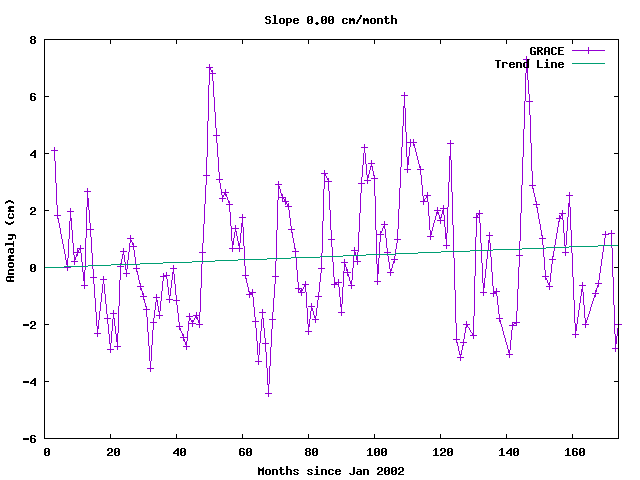 Slope 0.00 cm/month
GRACE
Trend Line
Anomaly (cm)
8
6
4
2
0
-2
-4
-6
0 20 40 60 80 100 120 140 160
Months since Jan 2002